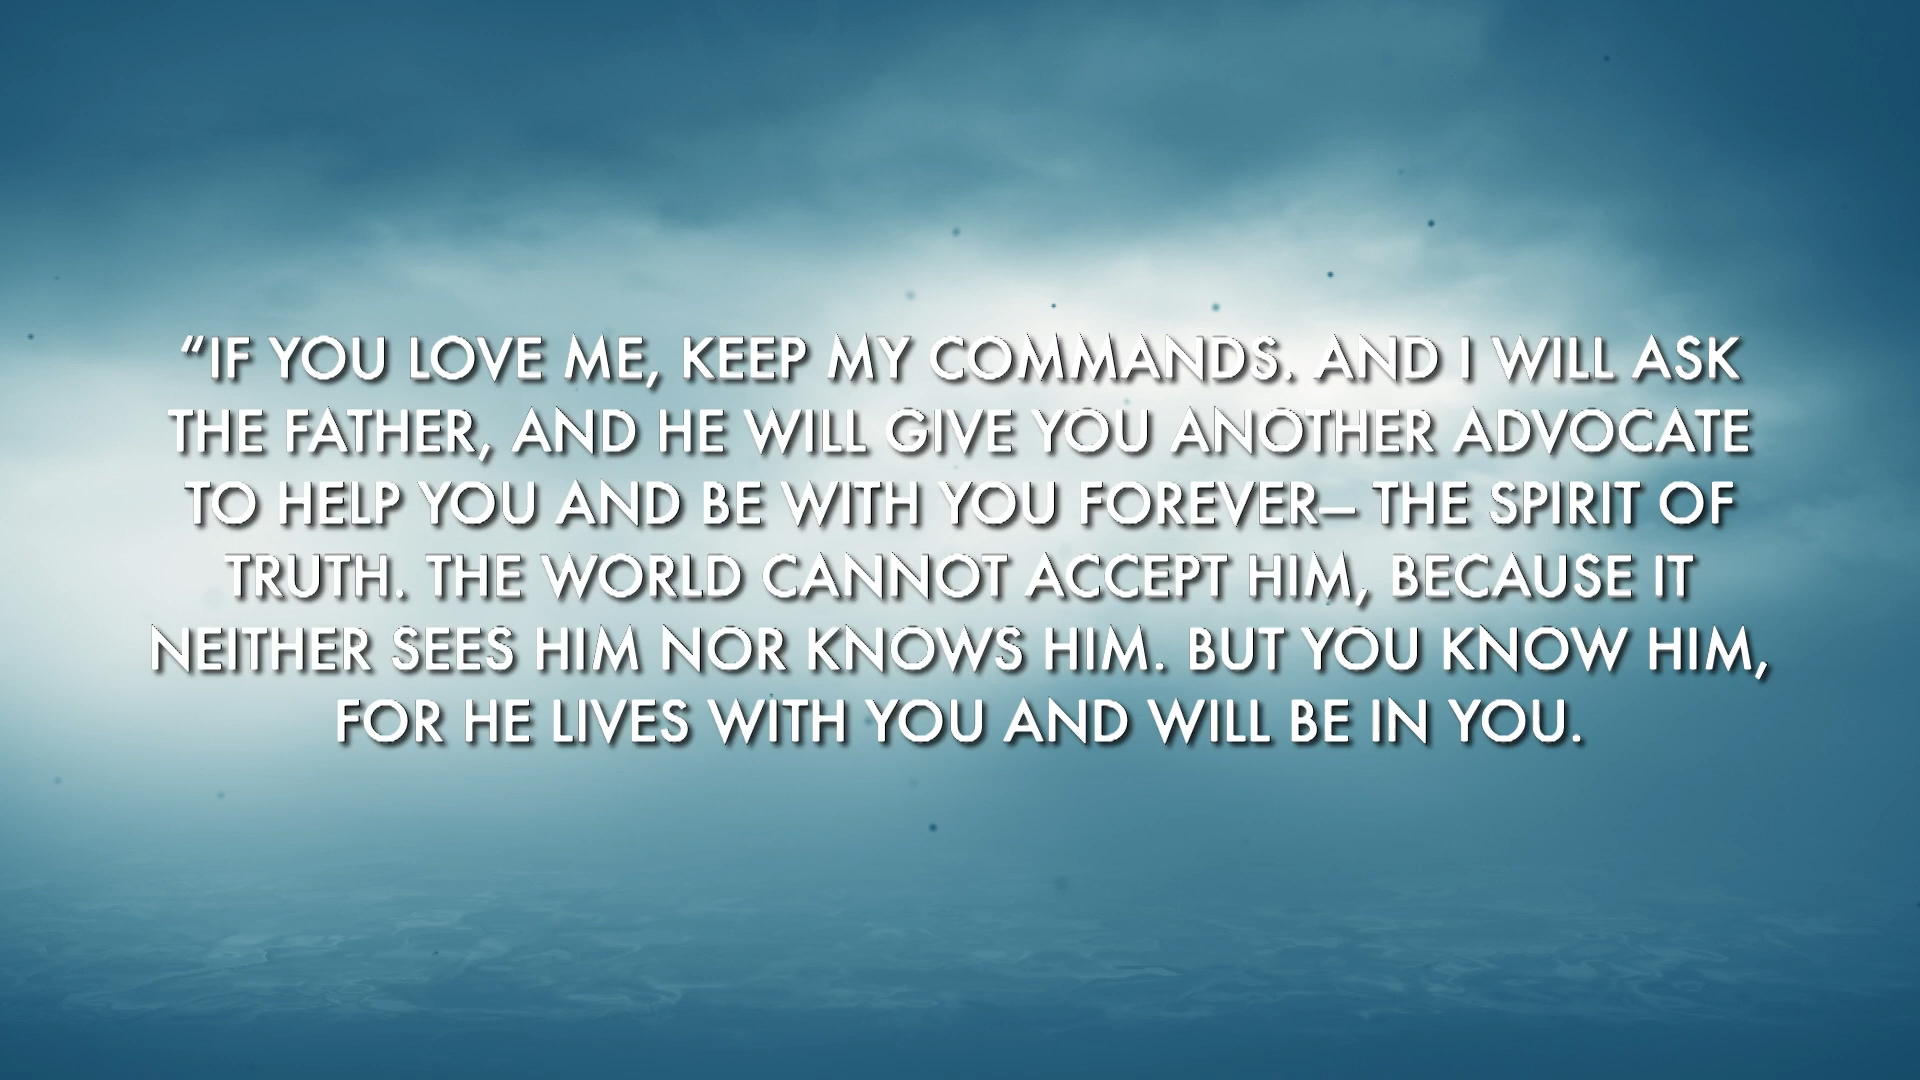 “IF YOU LOVE ME, KEEP MY COMMANDS. AND I WILL ASK
THE FATHER, AND HE WILL GIVE YOU ANOTHER ADVOCATE
TO HELP YOU AND BE WITH YOU FOREVER— THE SPIRIT OF
TRUTH. THE WORLD CANNOT ACCEPT HIM, BECAUSE IT
NEITHER SEES HIM NOR KNOWS HIM. BUT YOU KNOW HIM,
FOR HE LIVES WITH YOU AND WILL BE IN YOU.